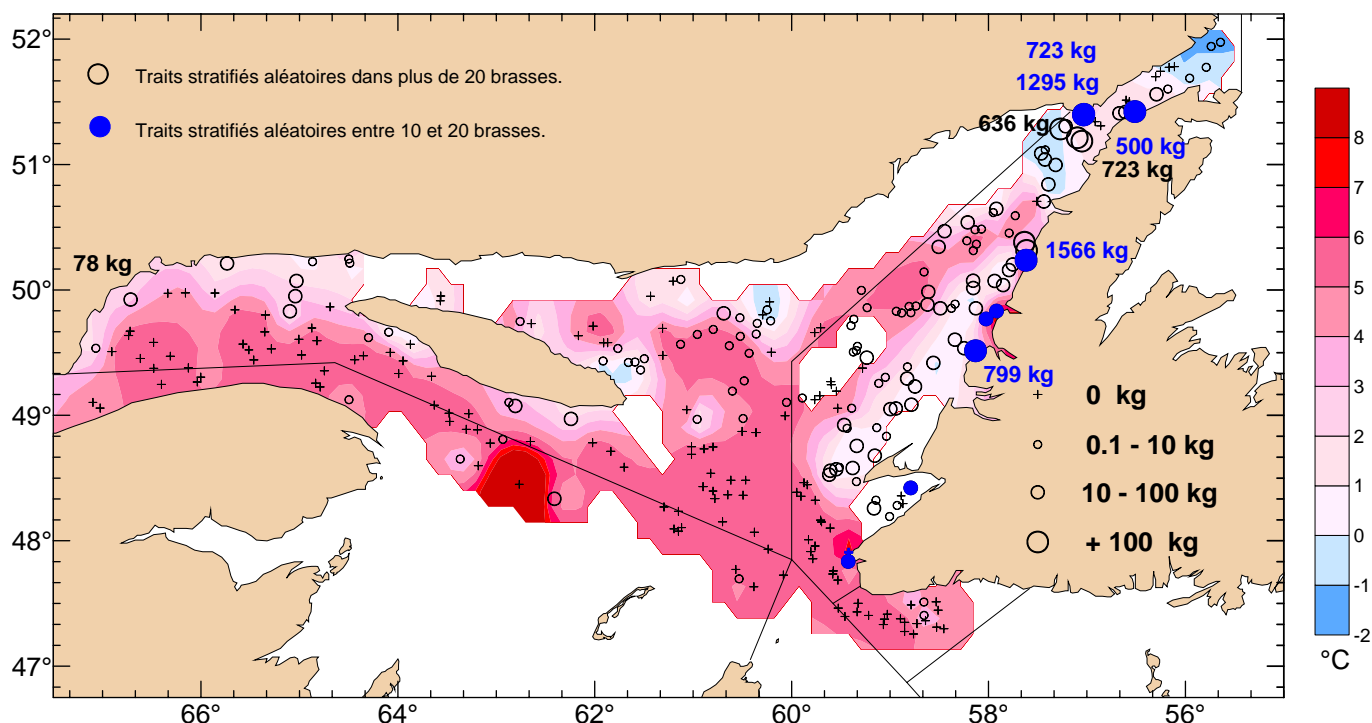 52°
51°
50°
49°
48°
47°
66°
64°
62°
60°
58°
56°
Traits stratifiés aléatoires dans plus de 20 brasses.
Traits stratifiés aléatoires entre 10 et 20 brasses.
723 kg
1295 kg
636 kg
500 kg
723 kg
78 kg
1566 kg
799 kg
0 kg
0.1 - 10 kg
10 - 100 kg
+ 100 kg
8
7
6
5
4
3
2
1
0
-1
-2
°C